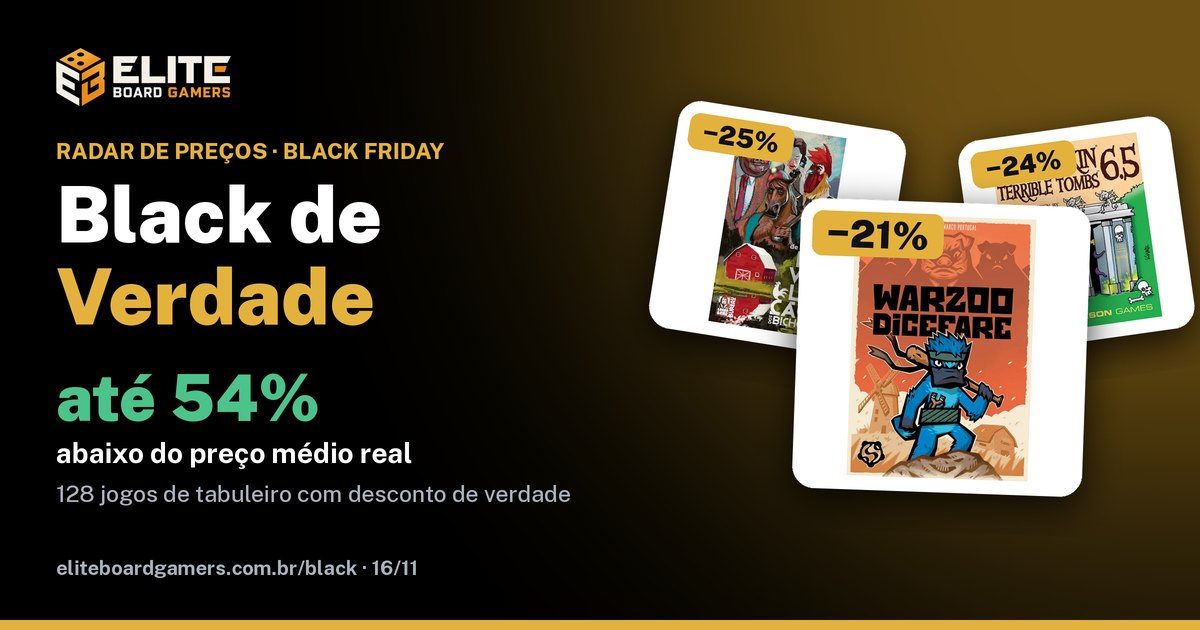 ELITE
BOARD GAMERS
RADAR DE PREÇOS · BLACK FRIDAY
Black de
Verdade
até 54%
abaixo do preço médio real
128 jogos de tabuleiro com desconto de verdade
eliteboardgamers.com.br/black · 16/11
-25%
-24%
6.5
TERRIBLE TOMBS
GAMES
-21%
PORTUGAL
WARZOO
DICEFARE